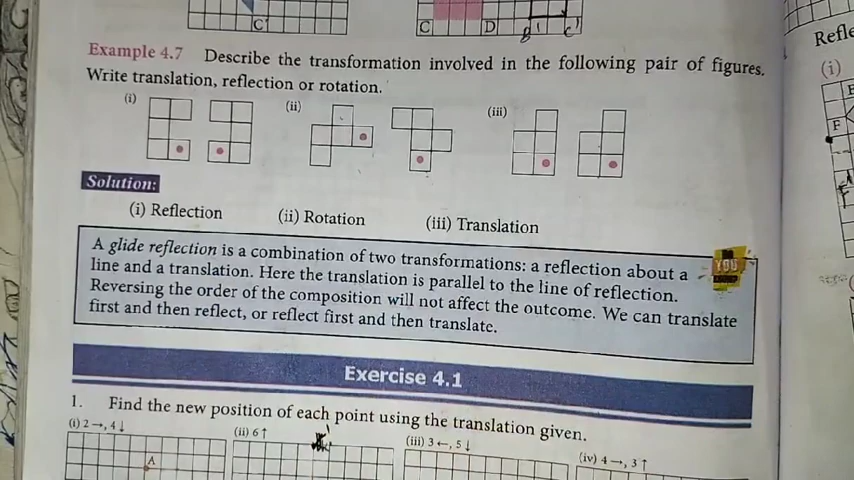 C'
C
D
B'
C'
Refle
Example 4.7 Describe the transformation involved in the following pair of figures.
Write translation, reflection or rotation.
(i)
(ii)
(iii)
(i)
E
F
Solution:
(i) Reflection (ii) Rotation (iii) Translation
A glide reflection is a combination of two transformations: a reflection about a
line and a translation. Here the translation is parallel to the line of reflection.
Reversing the order of the composition will not affect the outcome. We can translate
first and then reflect, or reflect first and then translate.
YOU
Exercise 4.1
1. Find the new position of each point using the translation given.
(i) 2→, 4↓
(ii) 6↑
(iii) 3←, 5↓
(iv) 4→, 3↑
A